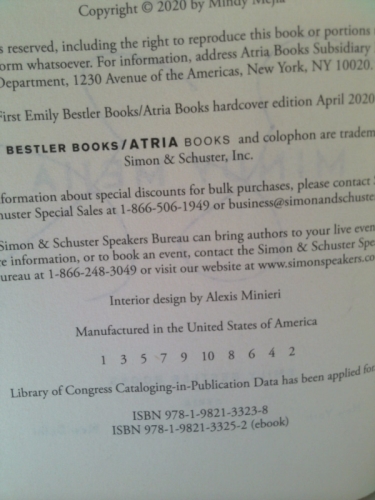 Copyright © 2020 by Mindy Mejia
s reserved, including the right to reproduce this book or portions
orm whatsoever. For information, address Atria Books Subsidiary
Department, 1230 Avenue of the Americas, New York, NY 10020.
First Emily Bestler Books/Atria Books hardcover edition April 2020
BESTLER BOOKS/ATRIA BOOKS and colophon are tradem
Simon & Schuster, Inc.
nformation about special discounts for bulk purchases, please contact
huster Special Sales at 1-866-506-1949 or business@simonandschuste
Simon & Schuster Speakers Bureau can bring authors to your live even
re information, or to book an event, contact the Simon & Schuster Spe
ureau at 1-866-248-3049 or visit our website at www.simonspeakers.co
Interior design by Alexis Minieri
Manufactured in the United States of America
1 3 5 7 9 10 8 6 4 2
Library of Congress Cataloging-in-Publication Data has been applied for
ISBN 978-1-9821-3323-8
ISBN 978-1-9821-3325-2 (ebook)